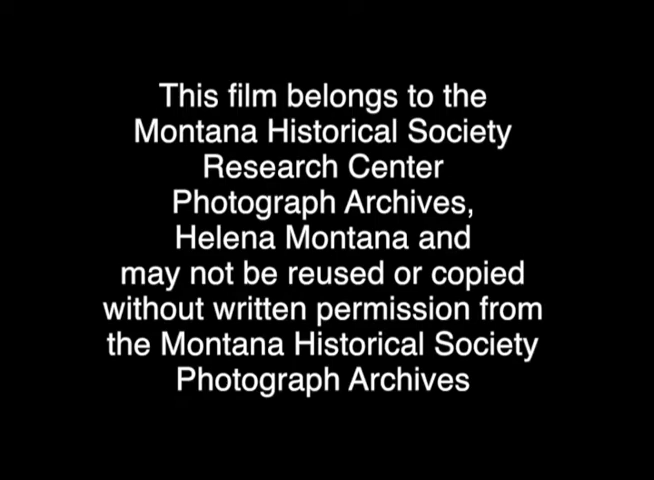 This film belongs to the
Montana Historical Society
Research Center
Photograph Archives,
Helena Montana and
may not be reused or copied
without written permission from
the Montana Historical Society
Photograph Archives